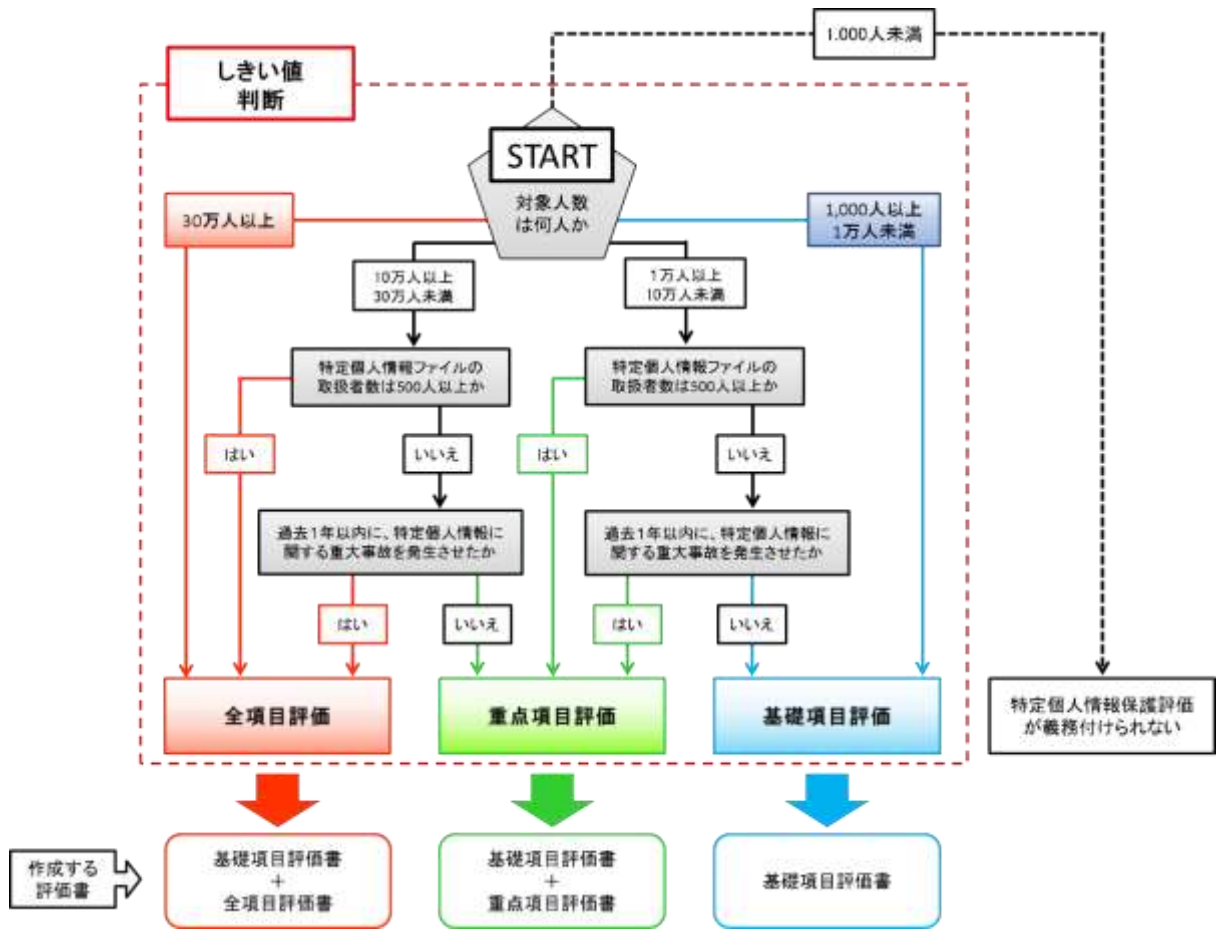 1,000人未満
しきい値
判断
START
対象人数
は何人か
30万人以上
1,000人以上
1万人未満
10万人以上
30万人未満
1万人以上
10万人未満
特定個人情報ファイルの
取扱者数は500人以上か
特定個人情報ファイルの
取扱者数は500人以上か
はい
いいえ
はい
いいえ
過去1年以内に、特定個人情報に
関する重大事故を発生させたか
過去1年以内に、特定個人情報に
関する重大事故を発生させたか
はい
いいえ
はい
いいえ
全項目評価
重点項目評価
基礎項目評価
特定個人情報保護評価
が義務付けられない
作成する
評価書
基礎項目評価書
+
全項目評価書
基礎項目評価書
+
重点項目評価書
基礎項目評価書